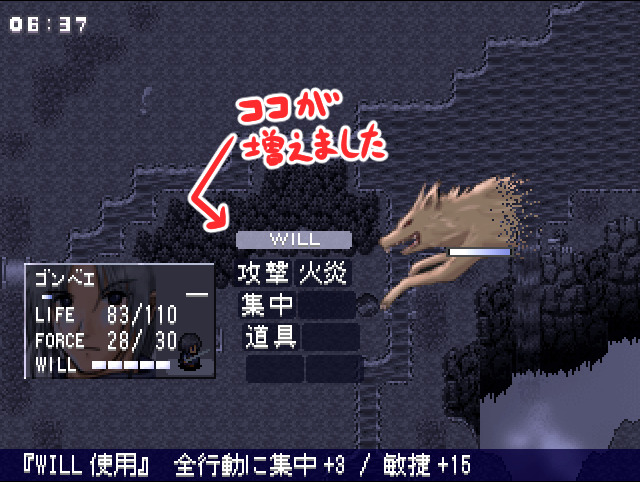 06:37
ココが
増えました
WILL
攻撃 火炎
集中
道具
ゴンベエ
LIFE 83/110
FORCE 28/ 30
WILL
『WILL 使用』 全行動に集中+3 / 敏捷+15